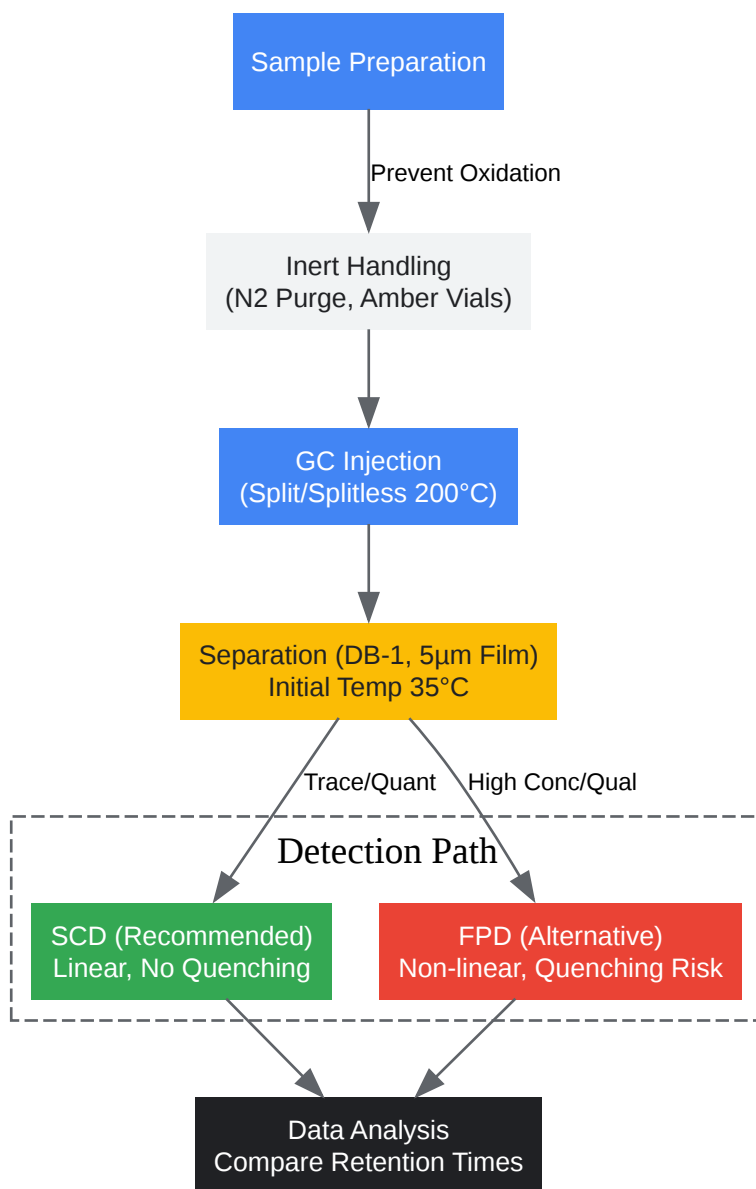 Sample Preparation
Prevent Oxidation
Inert Handling
(N2 Purge, Amber Vials)
GC Injection
(Split/Splitless 200°C)
Separation (DB-1, 5µm Film)
Initial Temp 35°C
Trace/Quant
High Conc/Qual
Detection Path
SCD (Recommended)
Linear, No Quenching
FPD (Alternative)
Non-linear, Quenching Risk
Data Analysis
Compare Retention Times